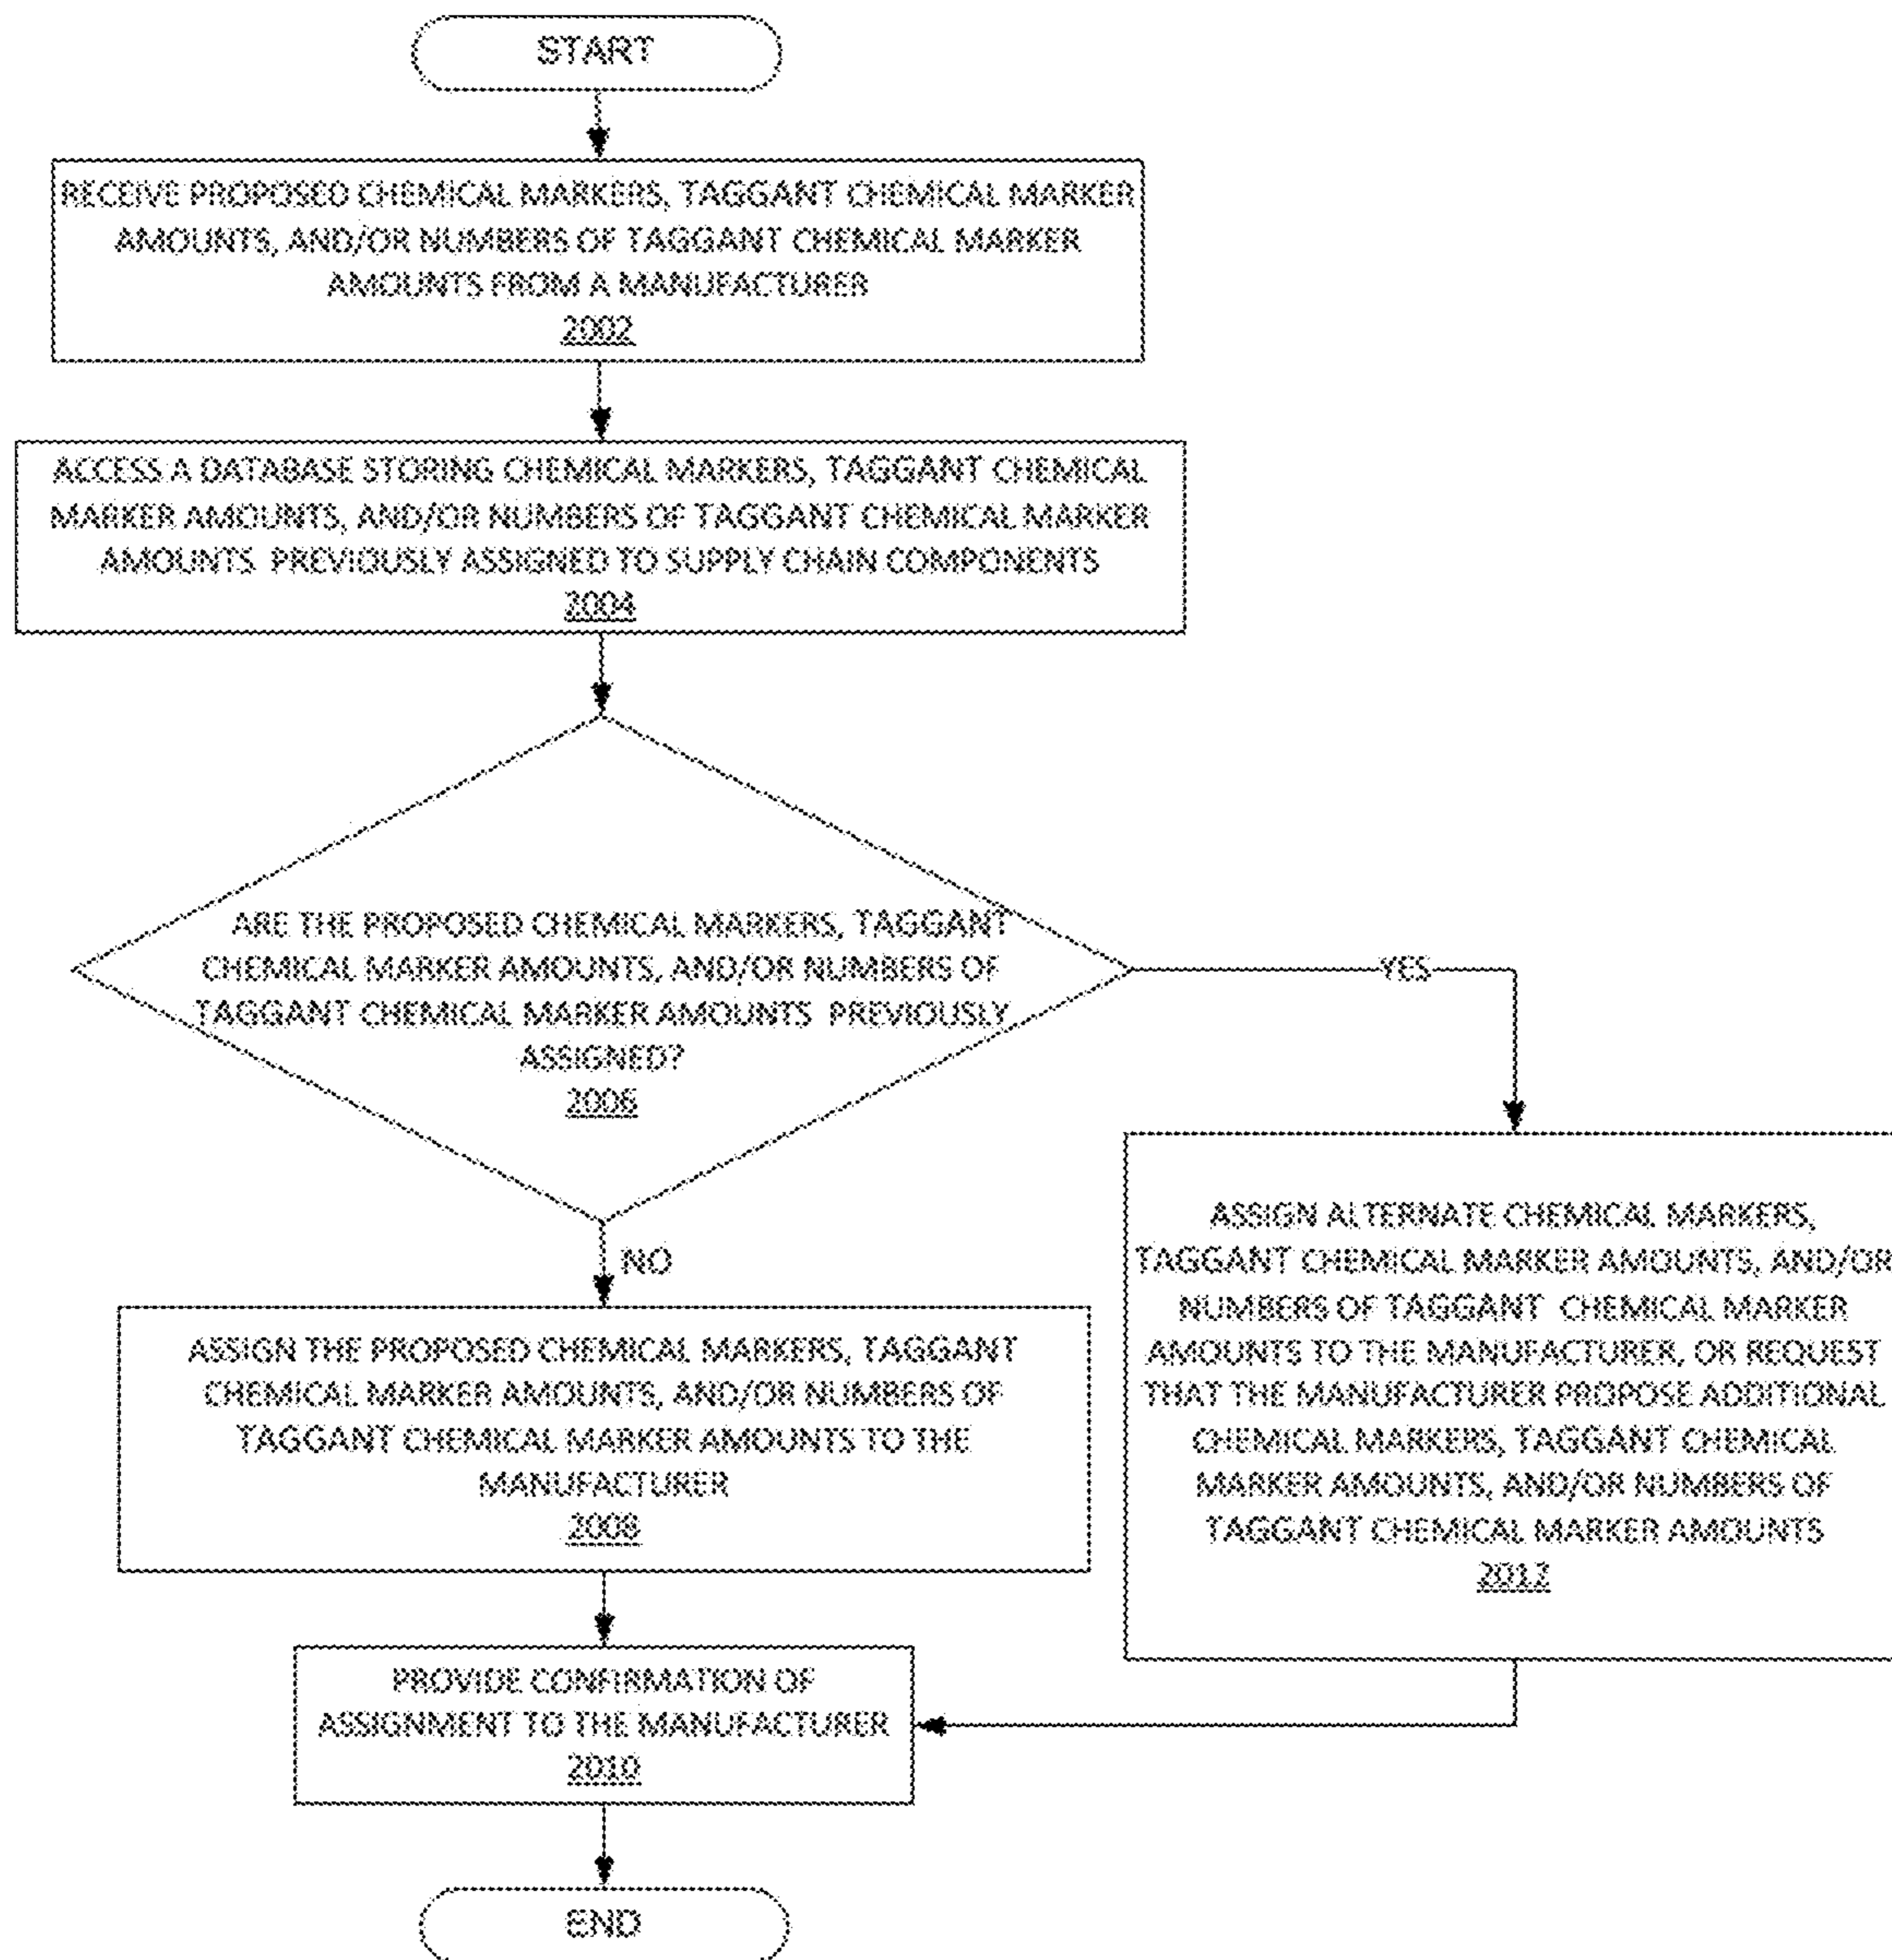 START
RECEIVE PROPOSED CHEMICAL MARKERS, TAGGANT CHEMICAL MARKER
AMOUNTS, AND/OR NUMBERS OF TAGGANT CHEMICAL MARKER
AMOUNTS FROM A MANUFACTURER
2002
ACCESS A DATABASE STORING CHEMICAL MARKERS, TAGGANT CHEMICAL
MARKER AMOUNTS, AND/OR NUMBERS OF TAGGANT CHEMICAL MARKER
AMOUNTS PREVIOUSLY ASSIGNED TO SUPPLY CHAIN COMPONENTS
2004
ARE THE PROPOSED CHEMICAL MARKERS, TAGGANT
CHEMICAL MARKER AMOUNTS, AND/OR NUMBERS OF
TAGGANT CHEMICAL MARKER AMOUNTS PREVIOUSLY
ASSIGNED?
2006
YES
NO
ASSIGN THE PROPOSED CHEMICAL MARKERS, TAGGANT
CHEMICAL MARKER AMOUNTS, AND/OR NUMBERS OF
TAGGANT CHEMICAL MARKER AMOUNTS TO THE
MANUFACTURER
2008
ASSIGN ALTERNATE CHEMICAL MARKERS,
TAGGANT CHEMICAL MARKER AMOUNTS, AND/OR
NUMBERS OF TAGGANT CHEMICAL MARKER
AMOUNTS TO THE MANUFACTURER, OR REQUEST
THAT THE MANUFACTURER PROPOSE ADDITIONAL
CHEMICAL MARKERS, TAGGANT CHEMICAL
MARKER AMOUNTS, AND/OR NUMBERS OF
TAGGANT CHEMICAL MARKER AMOUNTS
2012
PROVIDE CONFIRMATION OF
ASSIGNMENT TO THE MANUFACTURER
2010
END